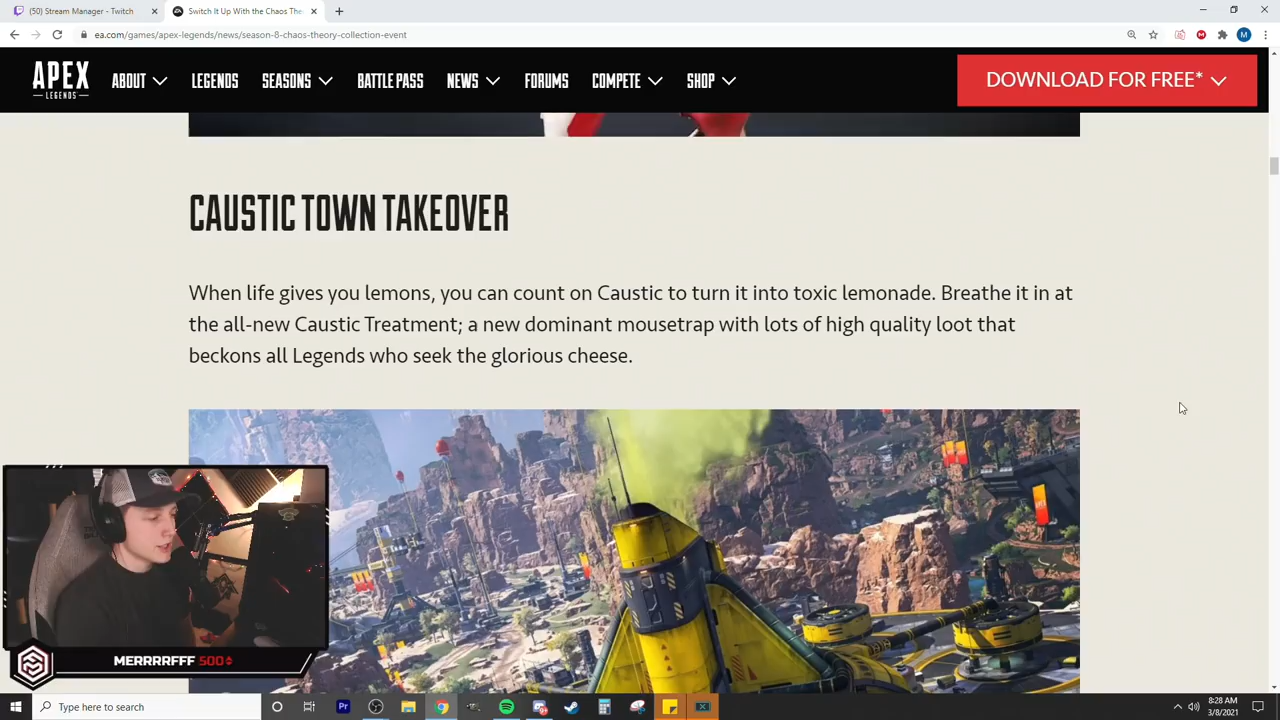 (50) Stream Manager - Twitch
Switch It Up With the Chaos The
ea.com/games/apex-legends/news/season-8-chaos-theory-collection-event
APEX
LEGENDS
ABOUT
LEGENDS
SEASONS
BATTLE PASS
NEWS
FORUMS
COMPETE
SHOP
DOWNLOAD FOR FREE*
CAUSTIC TOWN TAKEOVER
When life gives you lemons, you can count on Caustic to turn it into toxic lemonade. Breathe it in at
the all-new Caustic Treatment; a new dominant mousetrap with lots of high quality loot that
beckons all Legends who seek the glorious cheese.
MERRRRFFF 500
Type here to search
8:28 AM
3/8/2021